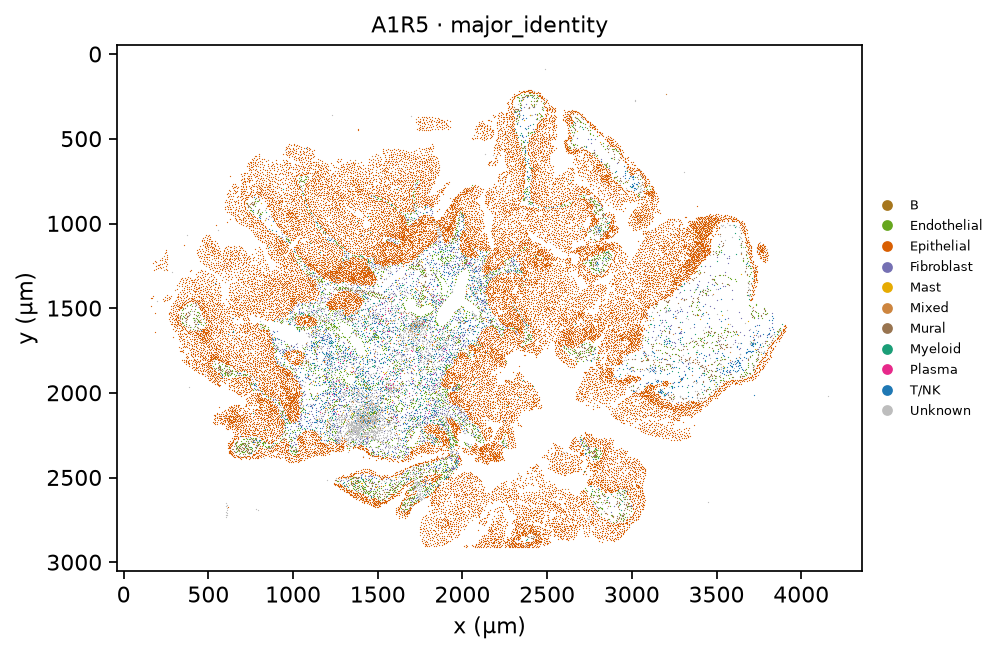 A1R5 · major_identity
0
500
1000
1500
2000
2500
3000
y (μm)
0 500 1000 1500 2000 2500 3000 3500 4000
x (μm)
B
Endothelial
Epithelial
Fibroblast
Mast
Mixed
Mural
Myeloid
Plasma
T/NK
Unknown